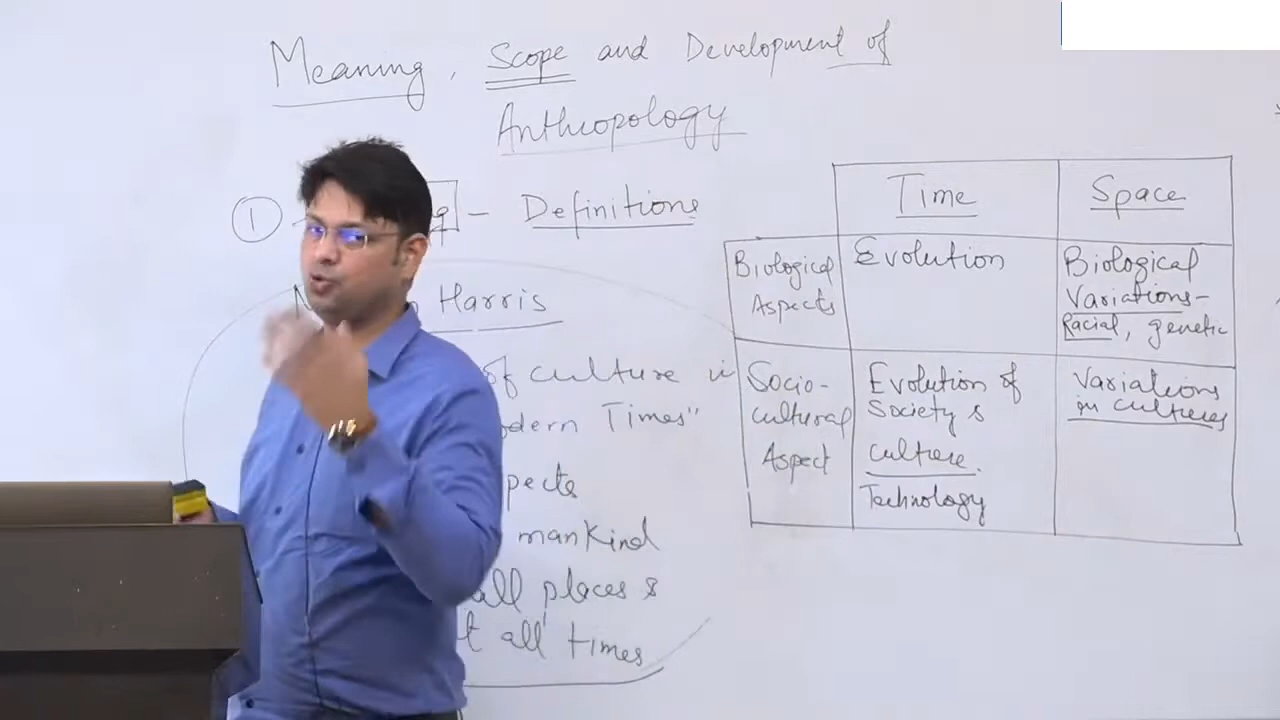 Meaning, Scope and Development of
Anthropology
① - Definitions
Harris
of culture in
Times"
mankind
all places &
all times
Time Space
Biological Aspects
Evolution
Biological Variations - Racial, genetic
Socio-cultural Aspect
Evolution of Society & Culture. Technology
Variations in cultures